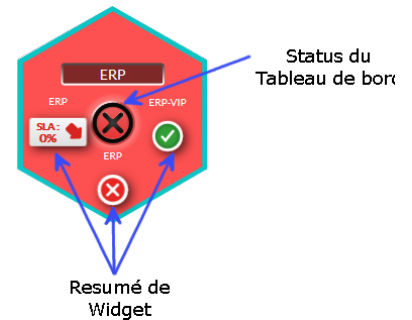 ERP
Status du
Tableau de bord
ERP
ERP-VIP
SLA:
0%
ERP
Resumé de
Widget